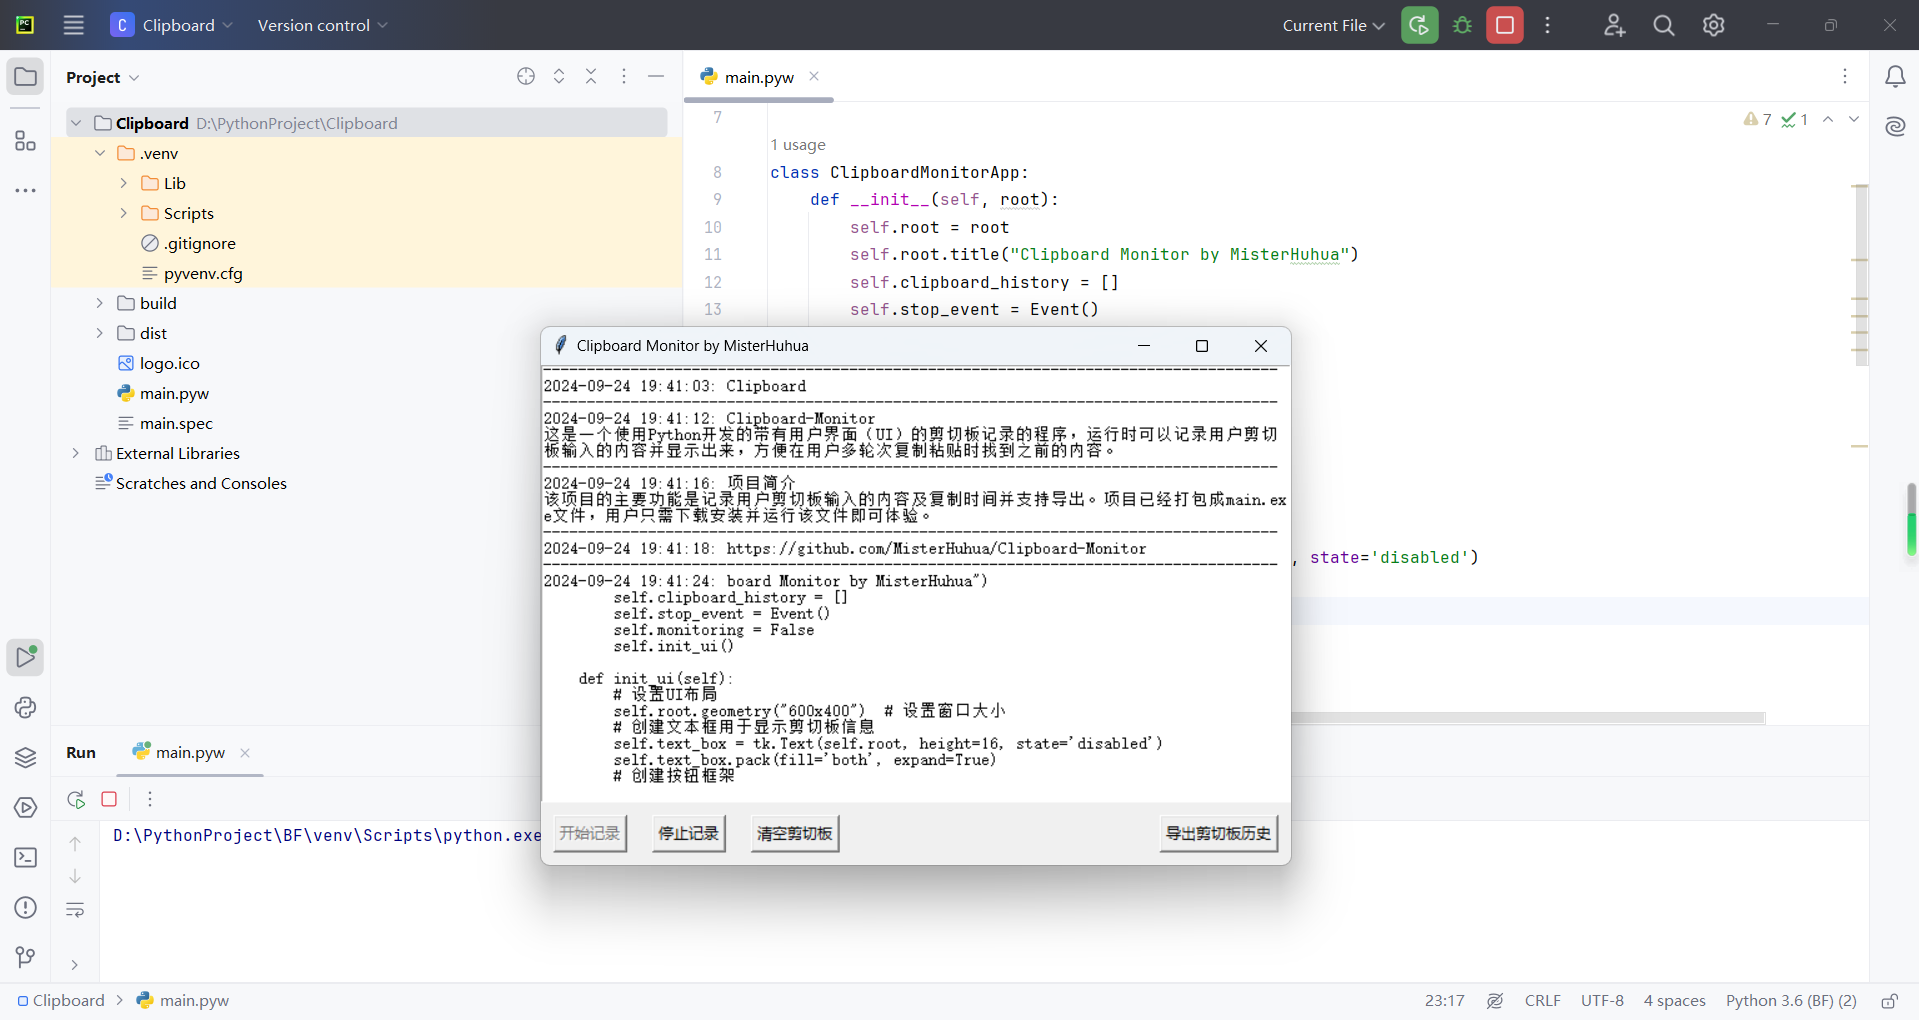 PC
C Clipboard
Version control
Current File
Project
main.pyw
Clipboard D:\PythonProject\Clipboard
.venv
Lib
Scripts
.gitignore
pyvenv.cfg
build
dist
logo.ico
main.pyw
main.spec
External Libraries
Scratches and Consoles
7 1
7
1 usage
8 class ClipboardMonitorApp:
9 def __init__(self, root):
10 self.root = root
11 self.root.title("Clipboard Monitor by MisterHuhua")
12 self.clipboard_history = []
13 self.stop_event = Event()
, state='disabled')
Clipboard Monitor by MisterHuhua
2024-09-24 19:41:03: Clipboard
2024-09-24 19:41:12: Clipboard-Monitor
这是一个使用Python开发的带有用户界面（UI）的剪切板记录的程序，运行时可以记录用户剪切
板输入的内容并显示出来，方便在用户多轮次复制粘贴时找到之前的内容。
2024-09-24 19:41:16: 项目简介
该项目的主要功能是记录用户剪切板输入的内容及复制时间并支持导出。项目已经打包成main.ex
e文件，用户只需下载安装并运行该文件即可体验。
2024-09-24 19:41:18: https://github.com/MisterHuhua/Clipboard-Monitor
2024-09-24 19:41:24: board Monitor by MisterHuhua")
self.clipboard_history = []
self.stop_event = Event()
self.monitoring = False
self.init_ui()
def init_ui(self):
# 设置UI布局
self.root.geometry("600x400") # 设置窗口大小
# 创建文本框用于显示剪切板信息
self.text_box = tk.Text(self.root, height=16, state='disabled')
self.text_box.pack(fill='both', expand=True)
# 创建按钮框架
开始记录
停止记录
清空剪切板
导出剪切板历史
Run
main.pyw
D:\PythonProject\BF\venv\Scripts\python.exe
Clipboard
main.pyw
23:17
CRLF
UTF-8
4 spaces
Python 3.6 (BF) (2)